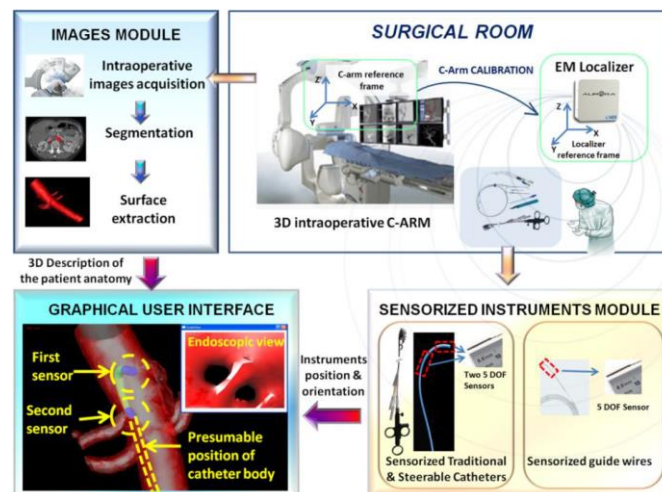 IMAGES MODULE
Intraoperative
images acquisition
Segmentation
Surface
extraction
SURGICAL ROOM
C-arm reference
frame
Z
X
Y
C-Arm CALIBRATION
EM Localizer
Z
X
Y
Localizer
reference frame
3D intraoperative C-ARM
3D Description of
the patient anatomy
GRAPHICAL USER INTERFACE
First
sensor
Second
sensor
Endoscopic view
Presumable
position of
catheter body
Instruments
position &
orientation
SENSORIZED INSTRUMENTS MODULE
Two 5 DOF
Sensors
Sensorized Traditional
& Steerable Catheters
5 DOF Sensor
Sensorized guide wires